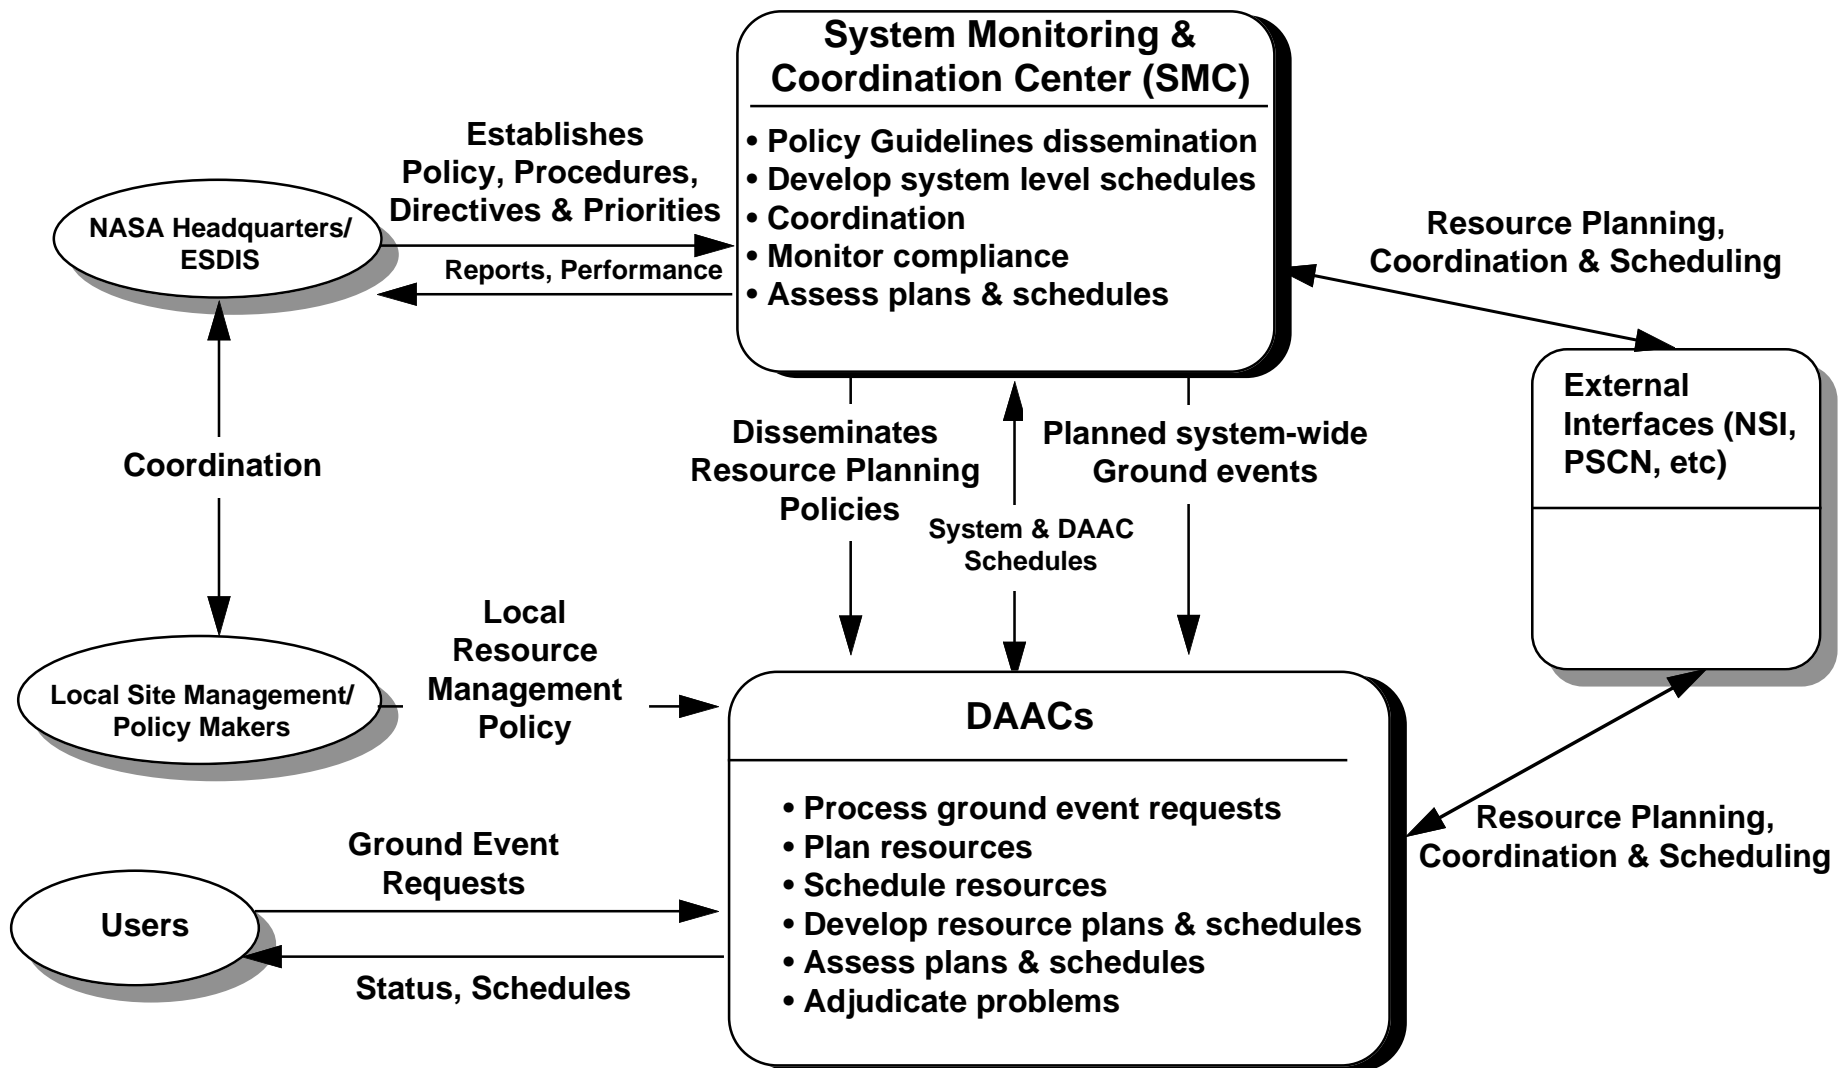 System Monitoring &
Coordination Center (SMC)
• Policy Guidelines dissemination
• Develop system level schedules
• Coordination
• Monitor compliance
• Assess plans & schedules
Establishes
Policy, Procedures,
Directives & Priorities
Reports, Performance
NASA Headquarters/
ESDIS
Resource Planning,
Coordination & Scheduling
External
Interfaces (NSI,
PSCN, etc)
Coordination
Disseminates
Resource Planning
Policies
System & DAAC
Schedules
Planned system-wide
Ground events
Local Site Management/
Policy Makers
Local
Resource
Management
Policy
DAACs
• Process ground event requests
• Plan resources
• Schedule resources
• Develop resource plans & schedules
• Assess plans & schedules
• Adjudicate problems
Resource Planning,
Coordination & Scheduling
Ground Event
Requests
Users
Status, Schedules